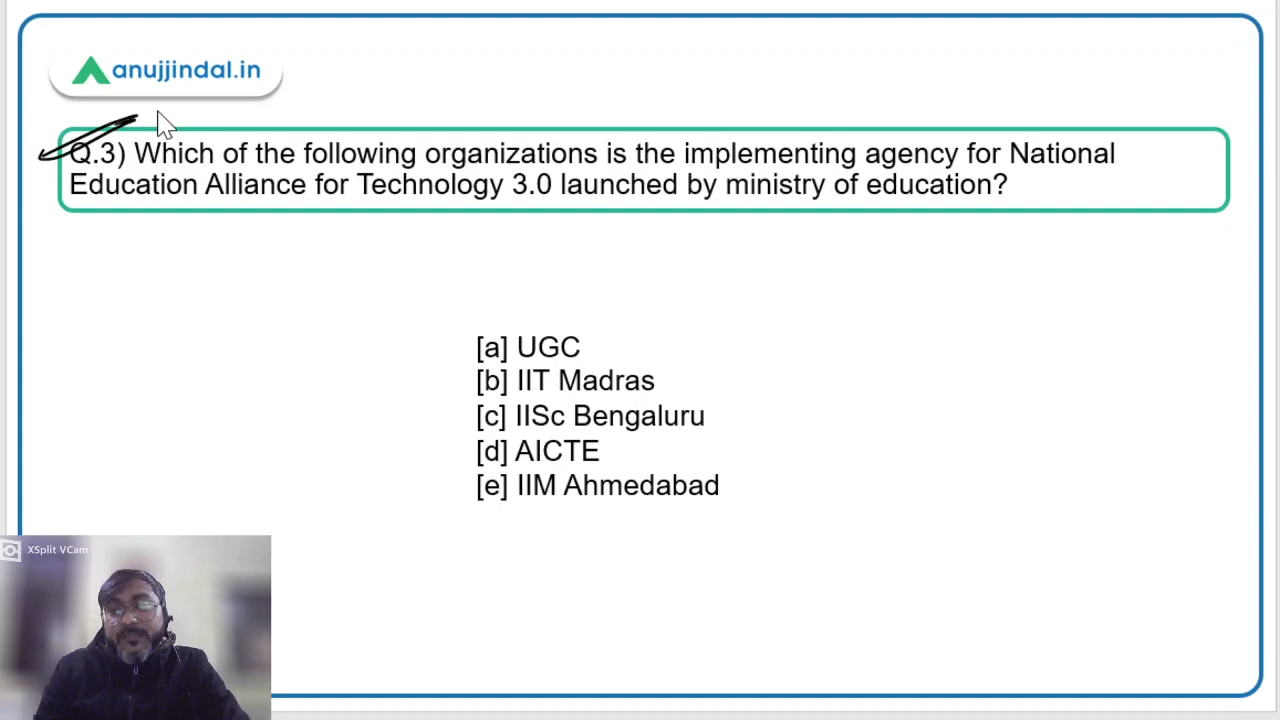 anujjindal.in
Q.3) Which of the following organizations is the implementing agency for National
Education Alliance for Technology 3.0 launched by ministry of education?
[a] UGC
[b] IIT Madras
[c] IISc Bengaluru
[d] AICTE
[e] IIM Ahmedabad
XSplit VCam